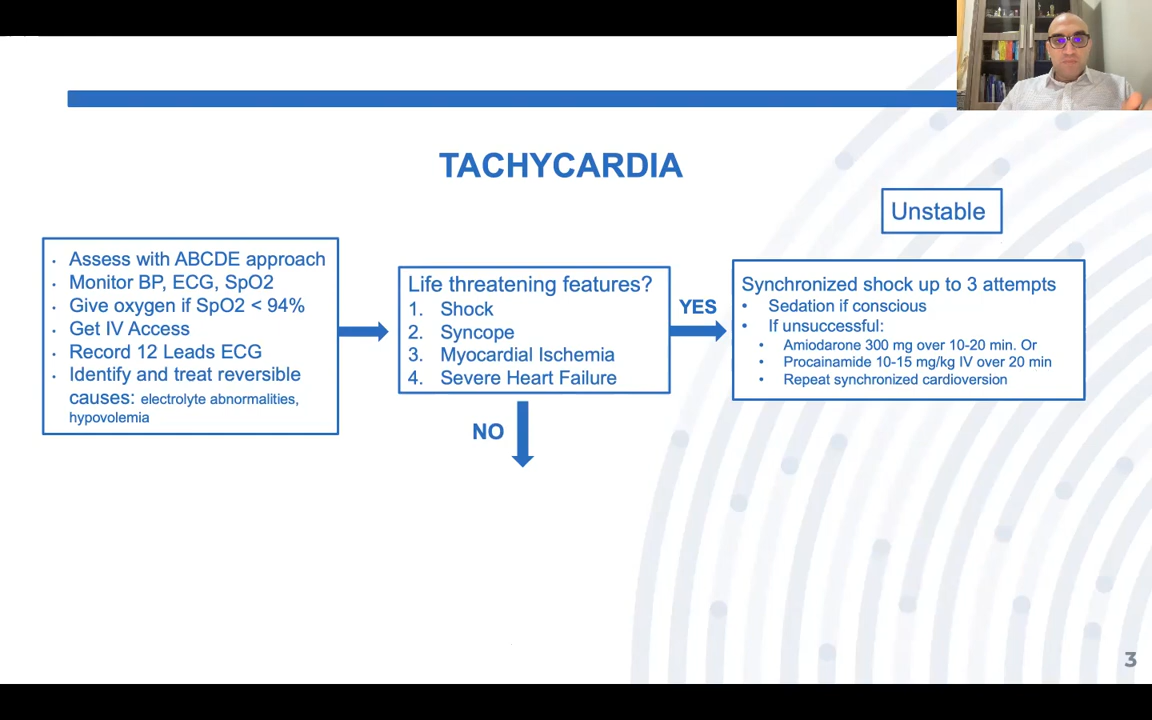 TACHYCARDIA
Unstable
· Assess with ABCDE approach
· Monitor BP, ECG, SpO2
· Give oxygen if SpO2 < 94%
· Get IV Access
· Record 12 Leads ECG
· Identify and treat reversible
causes: electrolyte abnormalities,
hypovolemia
Life threatening features?
1. Shock
2. Syncope
3. Myocardial Ischemia
4. Severe Heart Failure
YES
Synchronized shock up to 3 attempts
• Sedation if conscious
• If unsuccessful:
• Amiodarone 300 mg over 10-20 min. Or
• Procainamide 10-15 mg/kg IV over 20 min
• Repeat synchronized cardioversion
NO
3